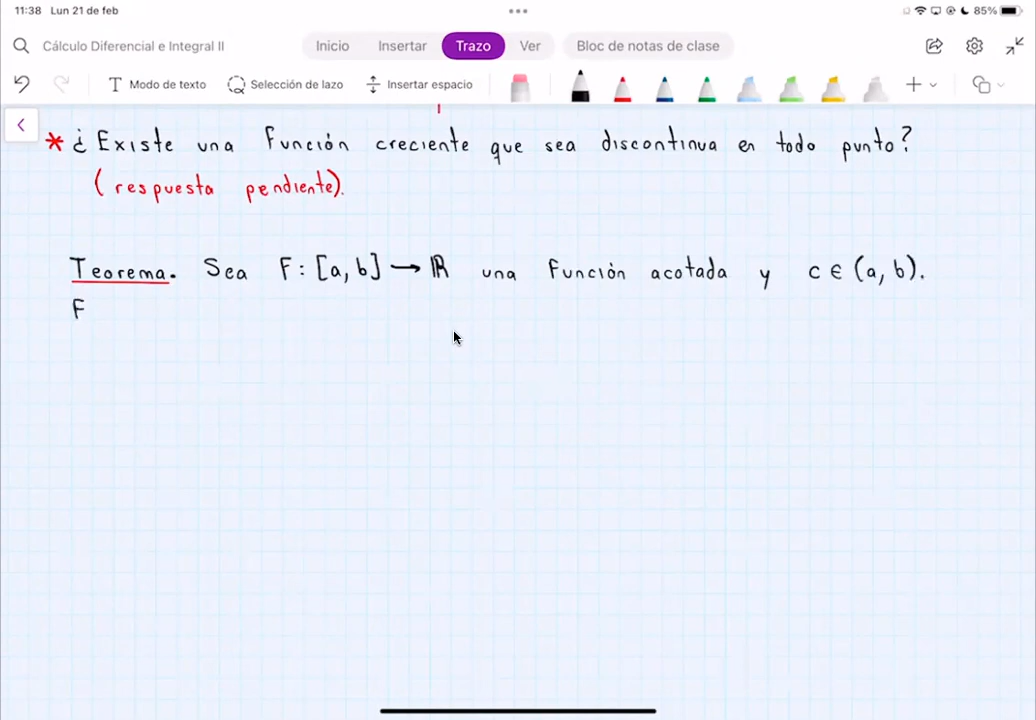 11:38 Lun 21 de feb
85%
Cálculo Diferencial e Integral II
Inicio Insertar Trazo Ver Bloc de notas de clase
Modo de texto Selección de lazo Insertar espacio
* ¿Existe una función creciente que sea discontinua en todo punto?
(respuesta pendiente).
Teorema. Sea f: [a, b] → ℝ una función acotada y c ∈ (a, b).
f